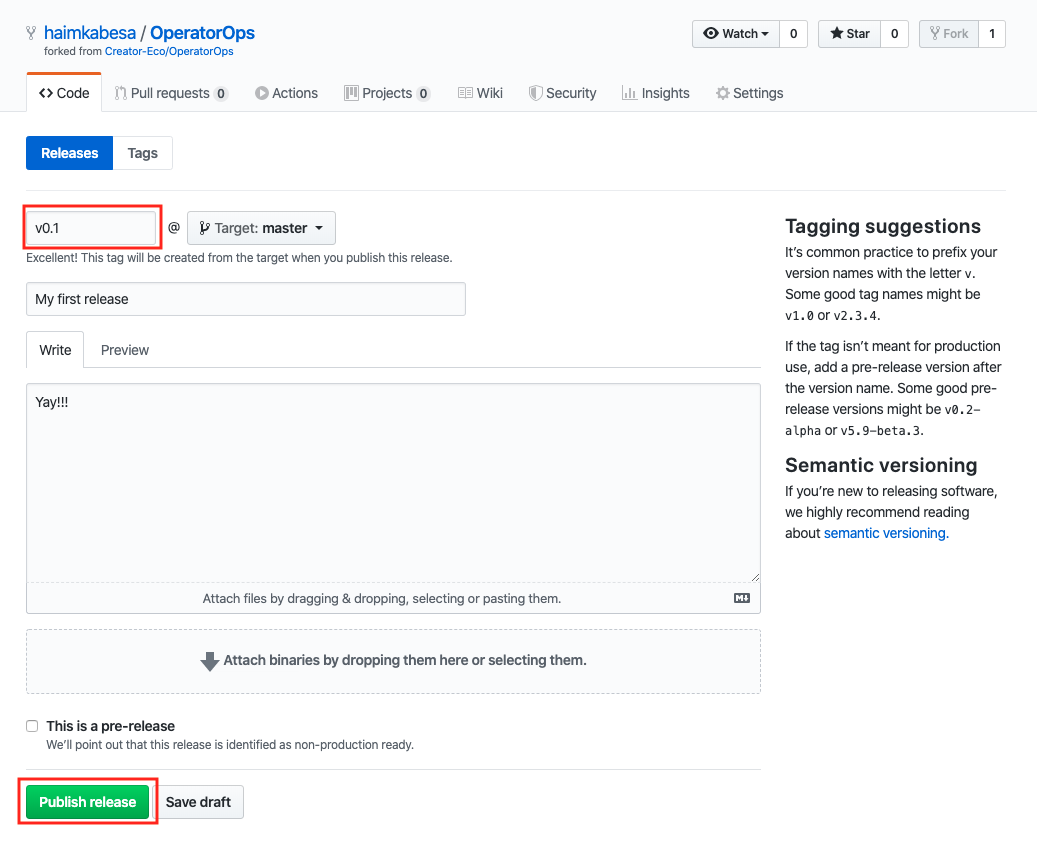 haimkabesa / OperatorOps
forked from Creator-Eco/OperatorOps
Watch 0 Star 0 Fork 1
Code Pull requests 0 Actions Projects 0 Wiki Security Insights Settings
Releases Tags
v0.1 @ Target: master
Excellent! This tag will be created from the target when you publish this release.
My first release
Write Preview
Yay!!!
Attach files by dragging & dropping, selecting or pasting them.
Attach binaries by dropping them here or selecting them.
This is a pre-release
We’ll point out that this release is identified as non-production ready.
Publish release Save draft
Tagging suggestions
It’s common practice to prefix your
version names with the letter v.
Some good tag names might be
v1.0 or v2.3.4.
If the tag isn’t meant for production
use, add a pre-release version after
the version name. Some good pre-
release versions might be v0.2-
alpha or v5.9-beta.3.
Semantic versioning
If you’re new to releasing software,
we highly recommend reading
about semantic versioning.